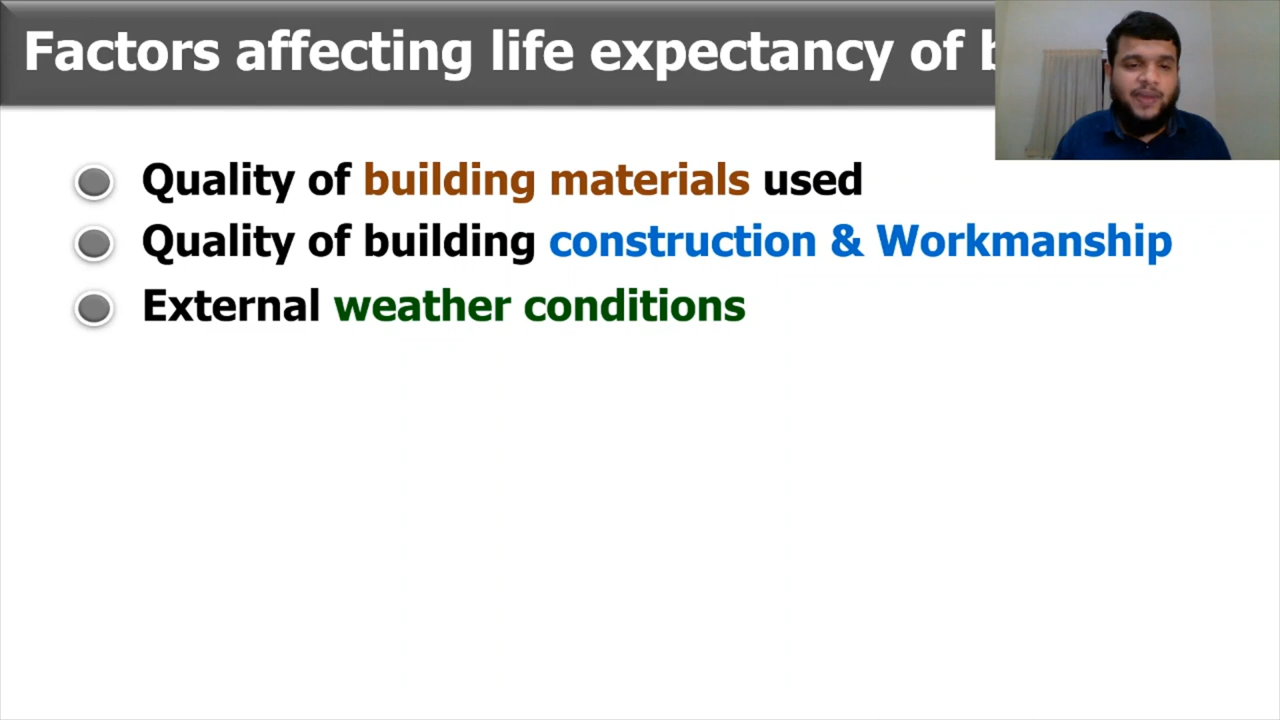 Factors affecting life expectancy of
Quality of building materials used
Quality of building construction & Workmanship
External weather conditions